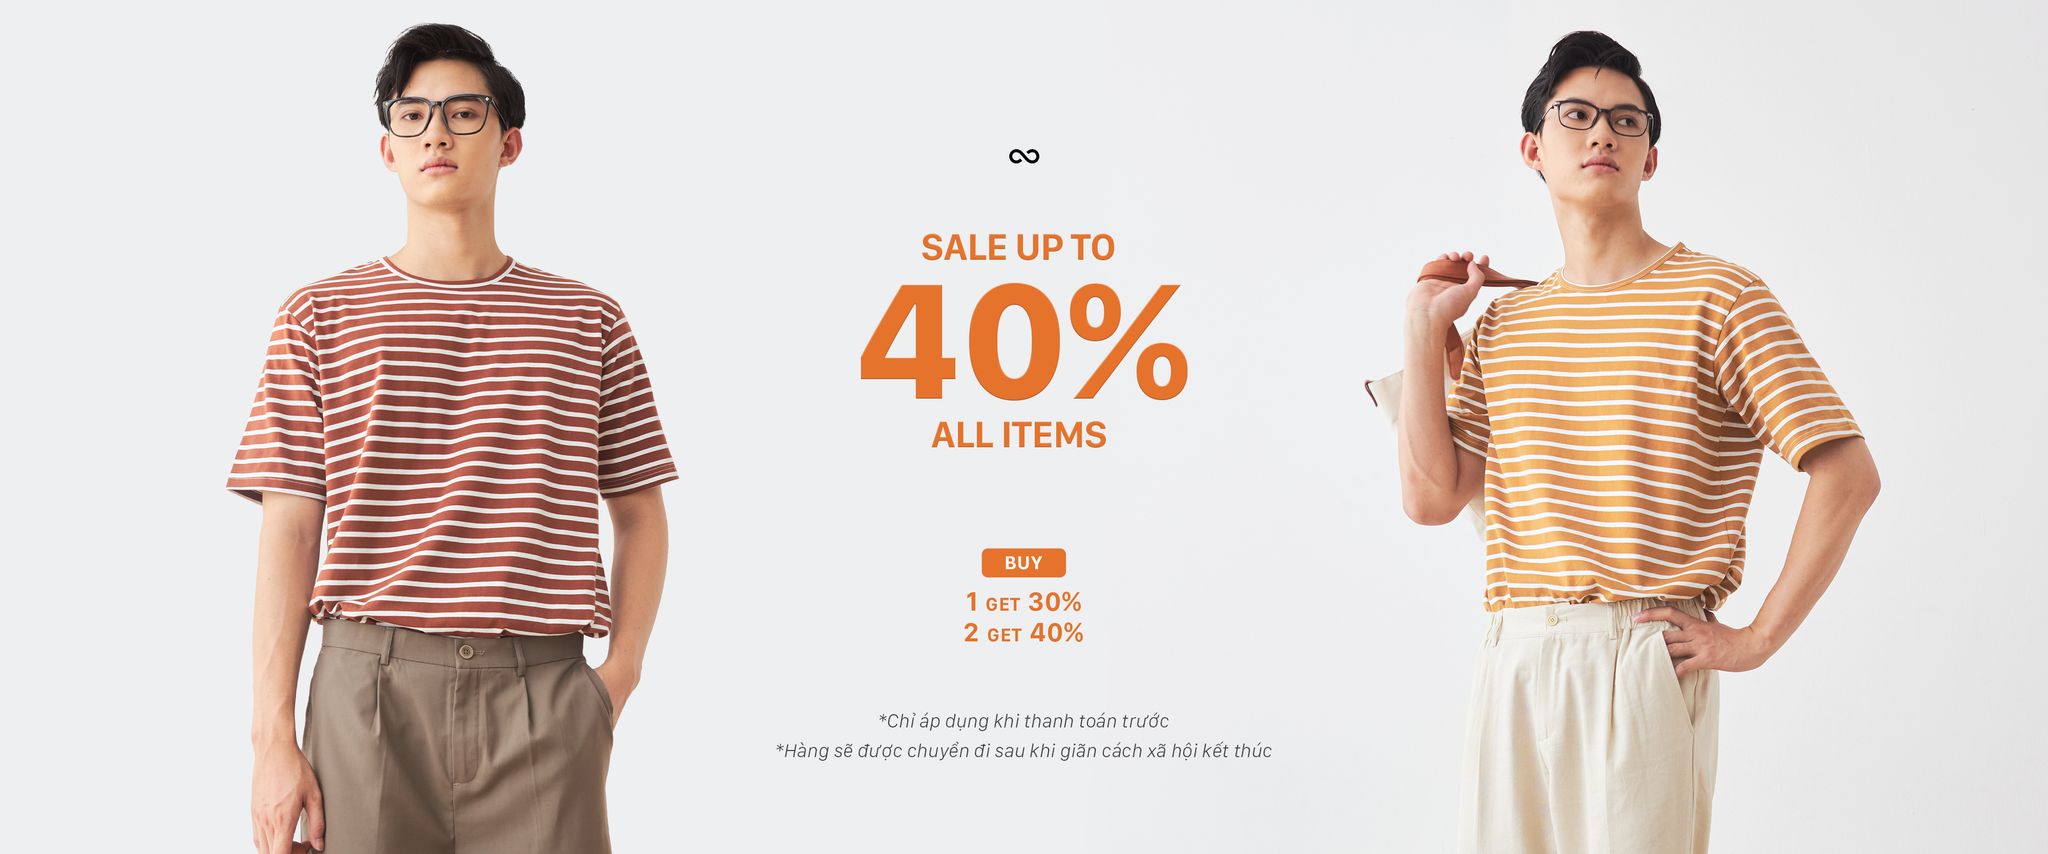 SALE UP TO
40%
ALL ITEMS
BUY
1 GET 30%
2 GET 40%
*Chỉ áp dụng khi thanh toán trước
*Hàng sẽ được chuyển đi sau khi giãn cách xã hội kết thúc